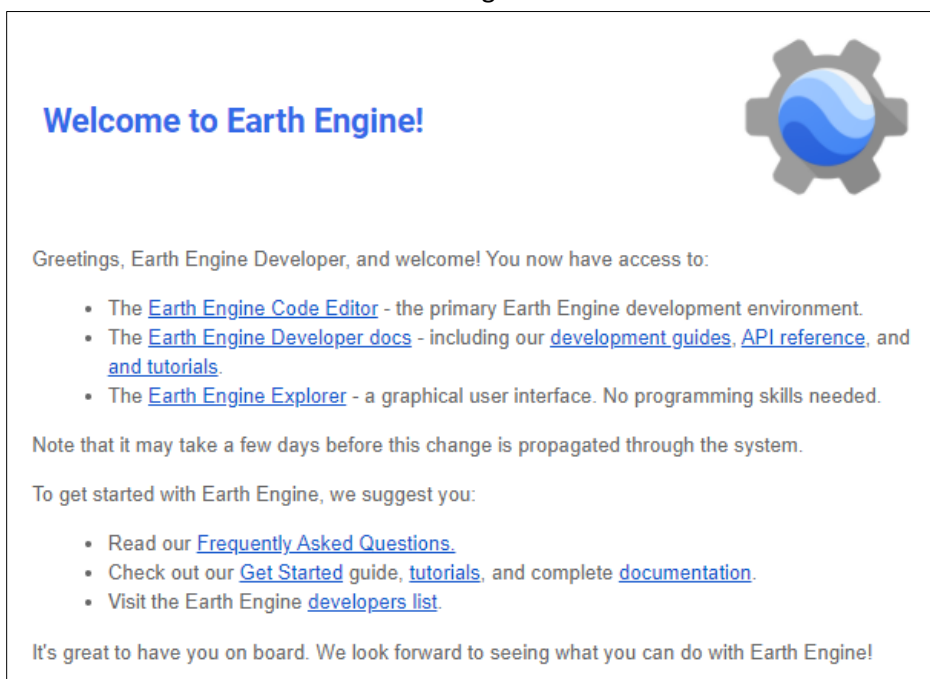 Welcome to Earth Engine!
Greetings, Earth Engine Developer, and welcome! You now have access to:
• The Earth Engine Code Editor - the primary Earth Engine development environment.
• The Earth Engine Developer docs - including our development guides, API reference, and
and tutorials.
• The Earth Engine Explorer - a graphical user interface. No programming skills needed.
Note that it may take a few days before this change is propagated through the system.
To get started with Earth Engine, we suggest you:
• Read our Frequently Asked Questions.
• Check out our Get Started guide, tutorials, and complete documentation.
• Visit the Earth Engine developers list.
It's great to have you on board. We look forward to seeing what you can do with Earth Engine!